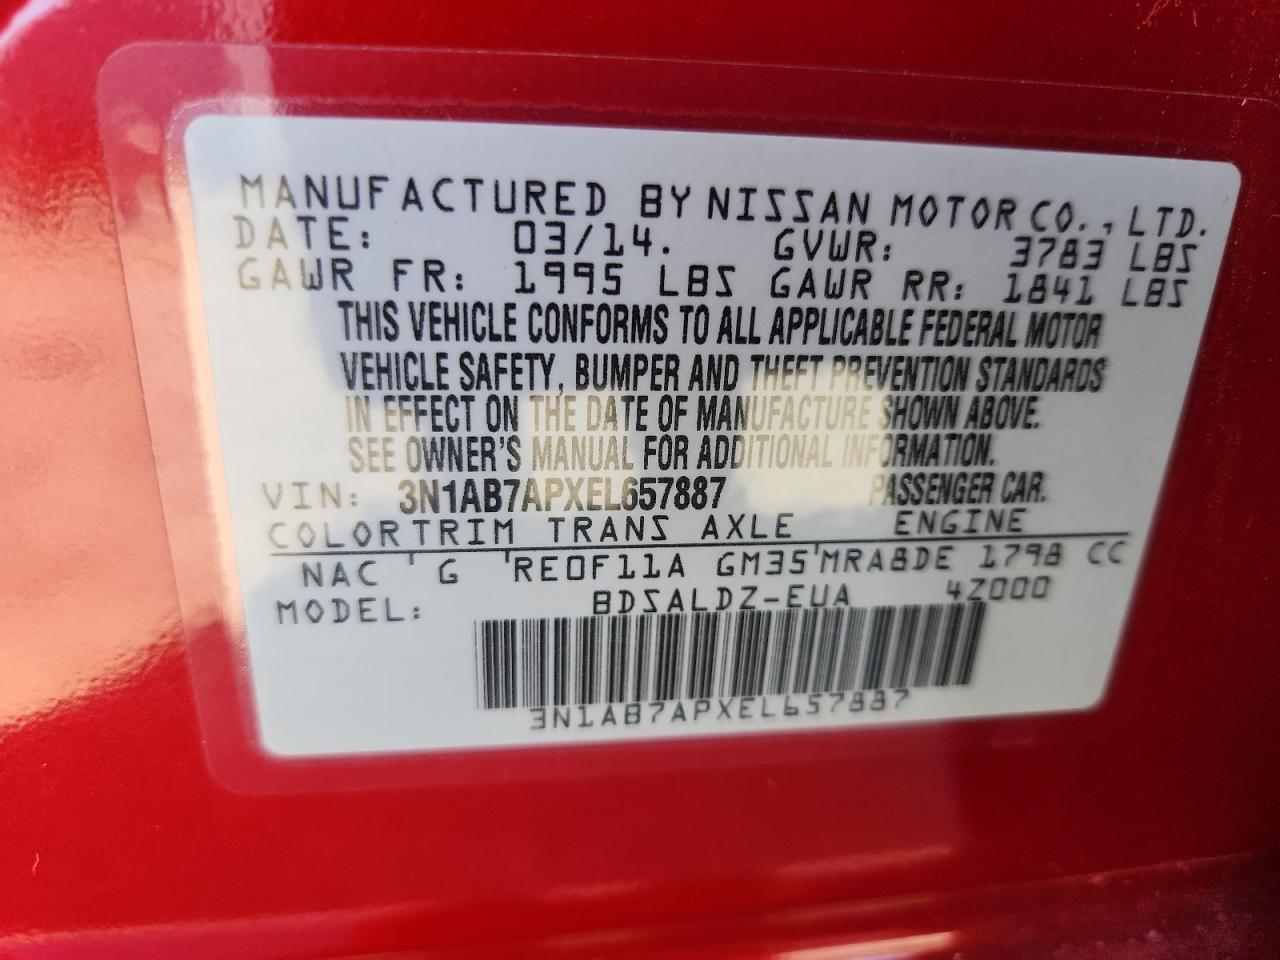 MANUFACTURED BY NISSAN MOTOR CO., LTD.
DATE: 03/14. GVWR: 3783 LBS
GAWR FR: 1995 LBS GAWR RR: 1841 LBS
THIS VEHICLE CONFORMS TO ALL APPLICABLE FEDERAL MOTOR
VEHICLE SAFETY, BUMPER AND THEFT PREVENTION STANDARDS
IN EFFECT ON THE DATE OF MANUFACTURE SHOWN ABOVE.
SEE OWNER'S MANUAL FOR ADDITIONAL INFORMATION.
VIN: 3N1AB7APXEL657887 PASSENGER CAR.
COLOR TRIM TRANS AXLE ENGINE
NAC ' G ' RE0F11A GM35 ' MRA8DE 1798 CC
MODEL: BDSALDZ-EUA 4Z000
3N1AB7APXEL657887